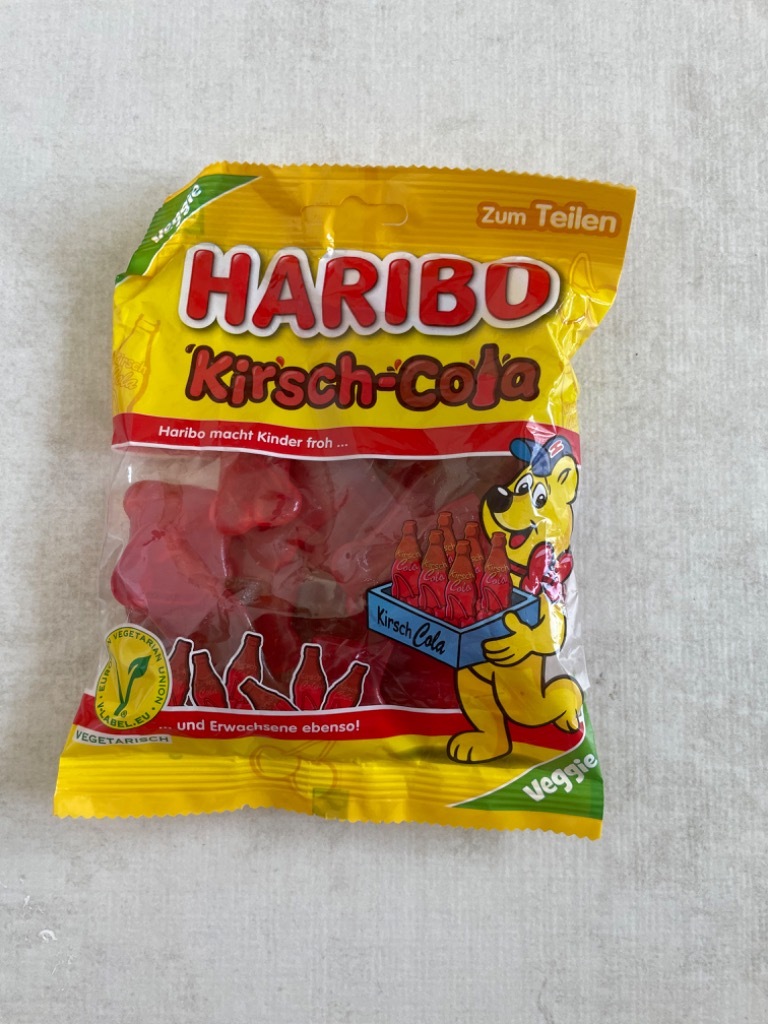 Veggie
Zum Teilen
HARIBO
Kirsch-Cola
Haribo macht Kinder froh ...
Kirsch Cola
VEGETARIAN UNION
V-LABEL.EU
VEGETARISCH
... und Erwachsene ebenso!
Veggie